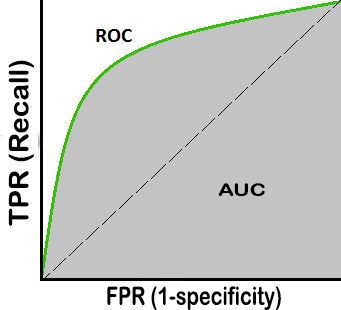 ROC
TPR (Recall)
AUC
FPR (1-specificity)